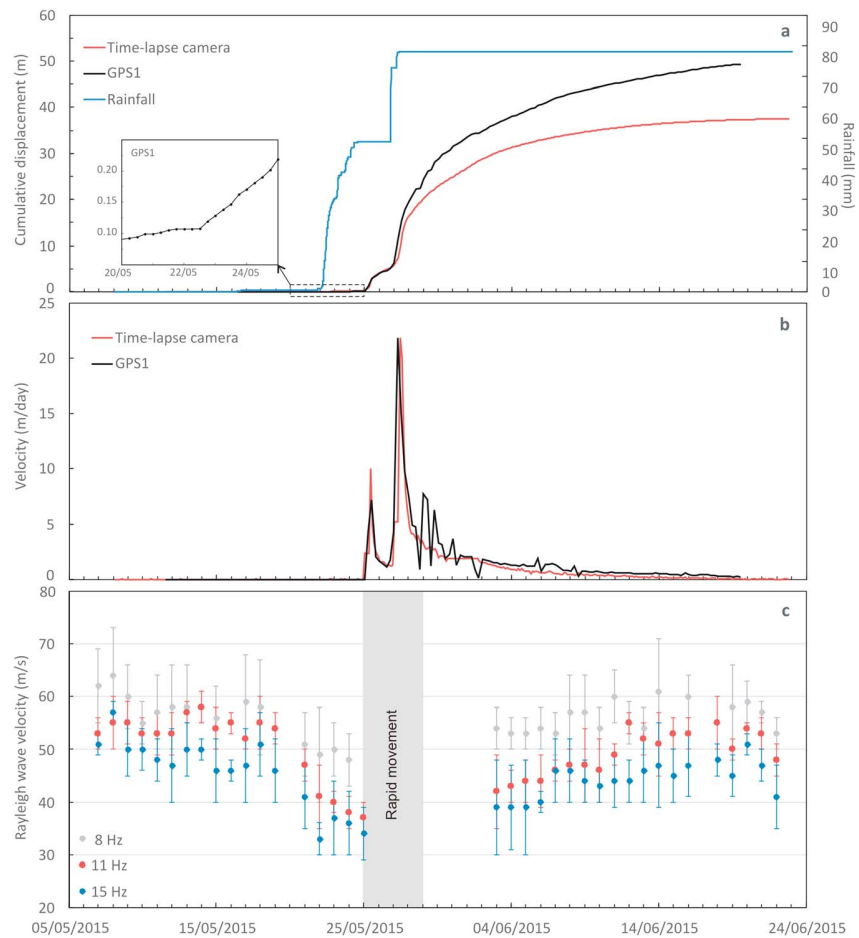 a
Time-lapse camera
GPS1
Rainfall
Cumulative displacement (m)
60
50
40
30
20
10
0
Rainfall (mm)
90
80
70
60
50
40
30
20
10
0
GPS1
0.20
0.15
0.10
20/05 22/05 24/05
b
Time-lapse camera
GPS1
Velocity (m/day)
25
20
15
10
5
0
c
Rayleigh wave velocity (m/s)
80
70
60
50
40
30
20
Rapid movement
8 Hz
11 Hz
15 Hz
05/05/2015 15/05/2015 25/05/2015 04/06/2015 14/06/2015 24/06/2015